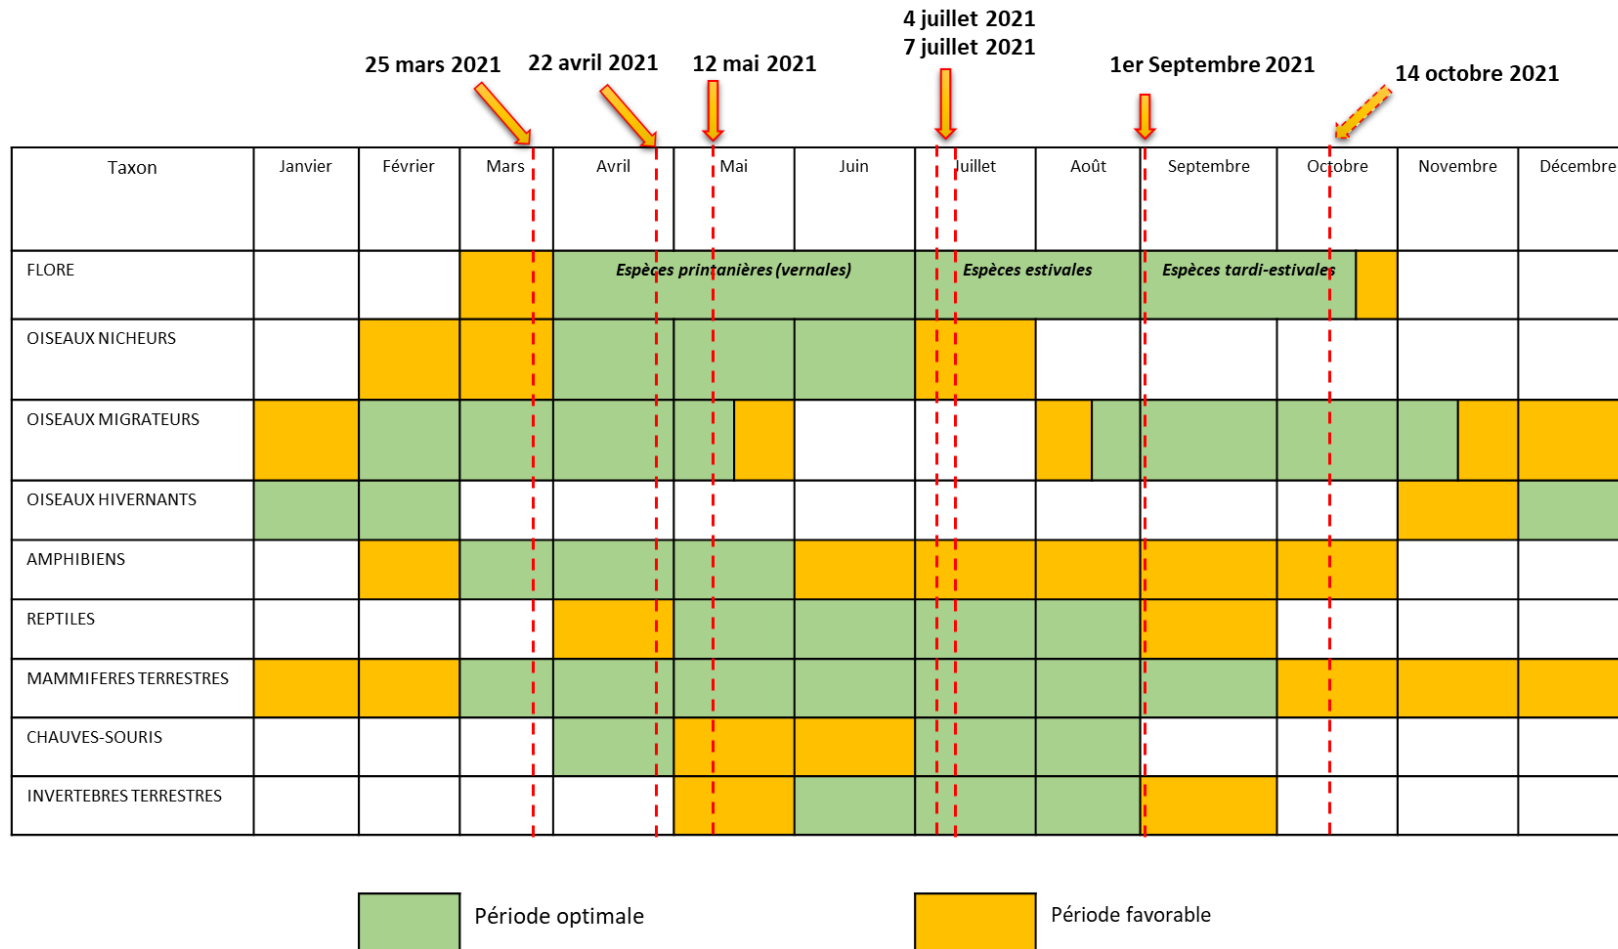 4 juillet 2021
7 juillet 2021
25 mars 2021
22 avril 2021
12 mai 2021
1er Septembre 2021
14 octobre 2021
Taxon Janvier Février Mars Avril Mai Juin Juillet Août Septembre Octobre Novembre Décembre
FLORE Espèces printanières (vernales) Espèces estivales Espèces tardi-estivales
OISEAUX NICHEURS
OISEAUX MIGRATEURS
OISEAUX HIVERNANTS
AMPHIBIENS
REPTILES
MAMMIFERES TERRESTRES
CHAUVES-SOURIS
INVERTEBRES TERRESTRES
Période optimale
Période favorable